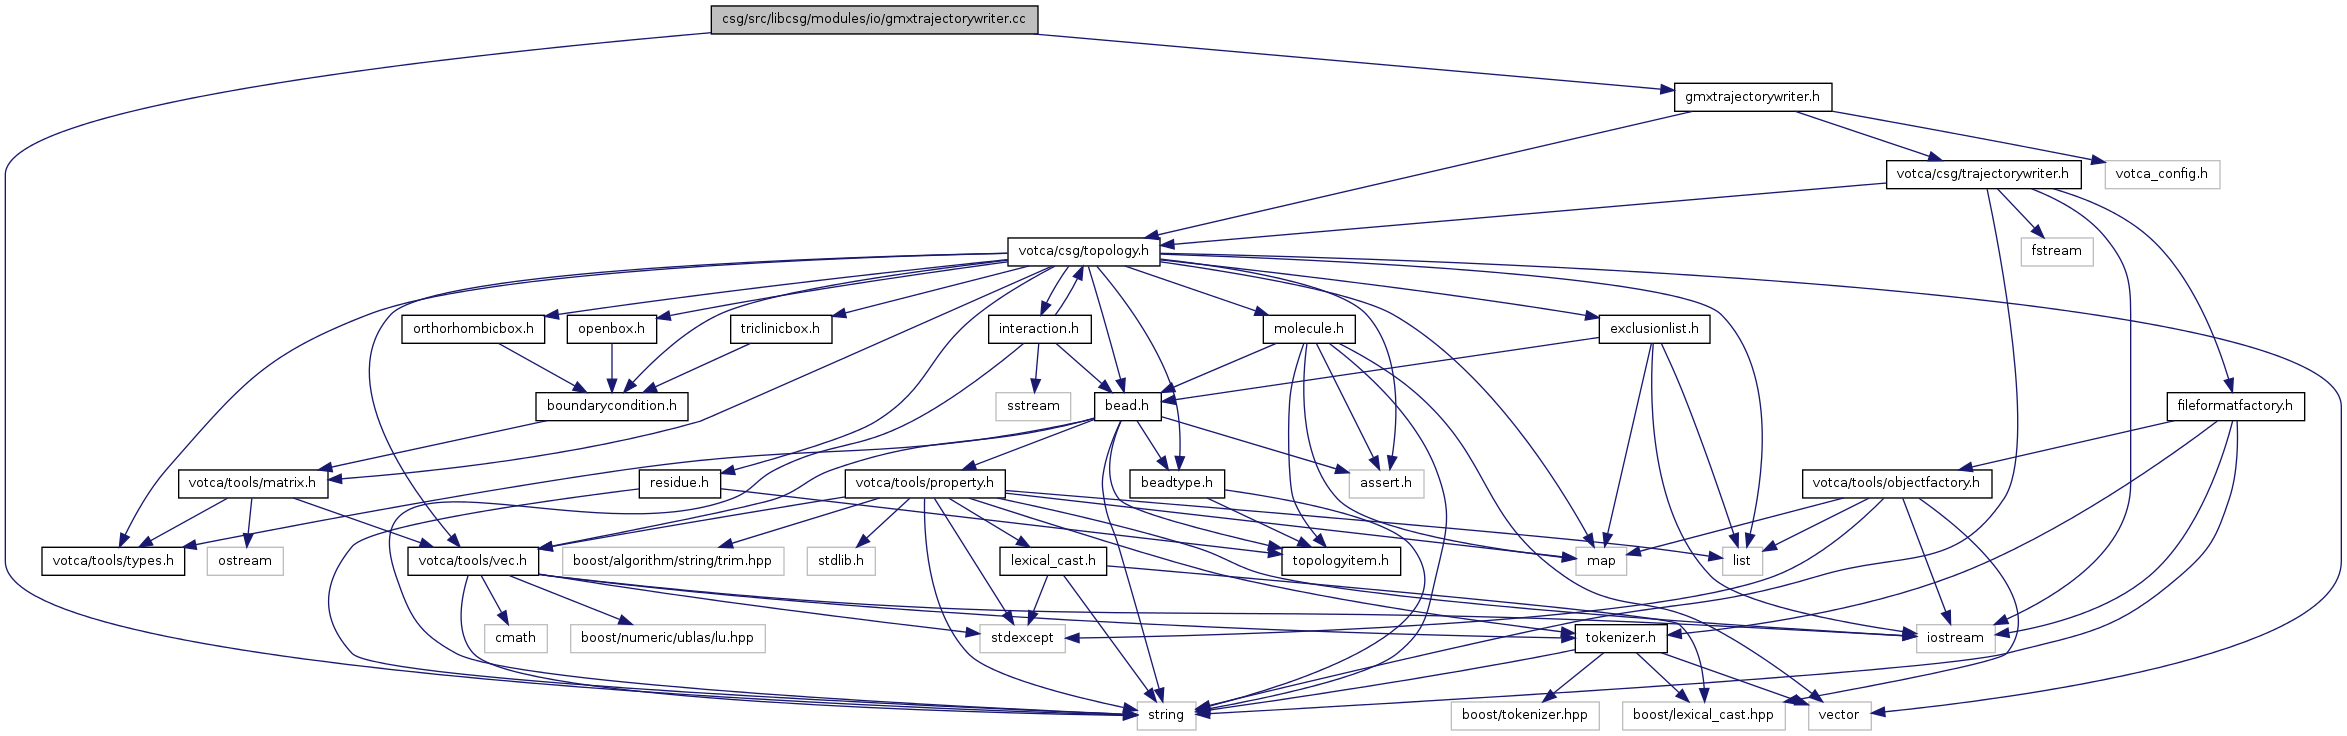 csg/src/libcsg/modules/io/gmxtrajectorywriter.cc
gmxtrajectorywriter.h
votca/csg/trajectorywriter.h
votca_config.h
votca/csg/topology.h
fstream
orthorhombicbox.h
openbox.h
triclinicbox.h
interaction.h
molecule.h
exclusionlist.h
boundarycondition.h
sstream
bead.h
fileformatfactory.h
votca/tools/matrix.h
residue.h
votca/tools/property.h
beadtype.h
assert.h
votca/tools/objectfactory.h
votca/tools/types.h
ostream
votca/tools/vec.h
boost/algorithm/string/trim.hpp
stdlib.h
lexical_cast.h
topologyitem.h
map
list
cmath
boost/numeric/ublas/lu.hpp
stdexcept
tokenizer.h
iostream
string
boost/tokenizer.hpp
boost/lexical_cast.hpp
vector